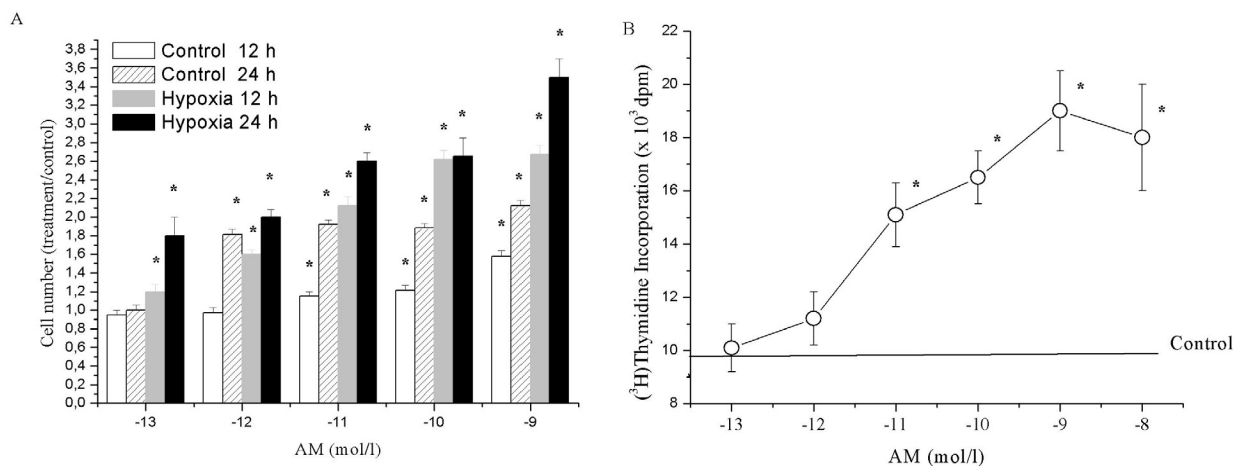 A
Control 12 h
Control 24 h
Hypoxia 12 h
Hypoxia 24 h
Cell number (treatment/control)
3,8
3,6
3,4
3,2
3,0
2,8
2,6
2,4
2,2
2,0
1,8
1,6
1,4
1,2
1,0
0,8
0,6
0,4
0,2
0,0
* *
* * *
* * * *
* * * *
* * * *
-13 -12 -11 -10 -9
AM (mol/l)
B
(³H)Thymidine Incorporation (x 10³ dpm)
22
20
18
16
14
12
10
8
* * * *
Control
-13 -12 -11 -10 -9 -8
AM (mol/l)